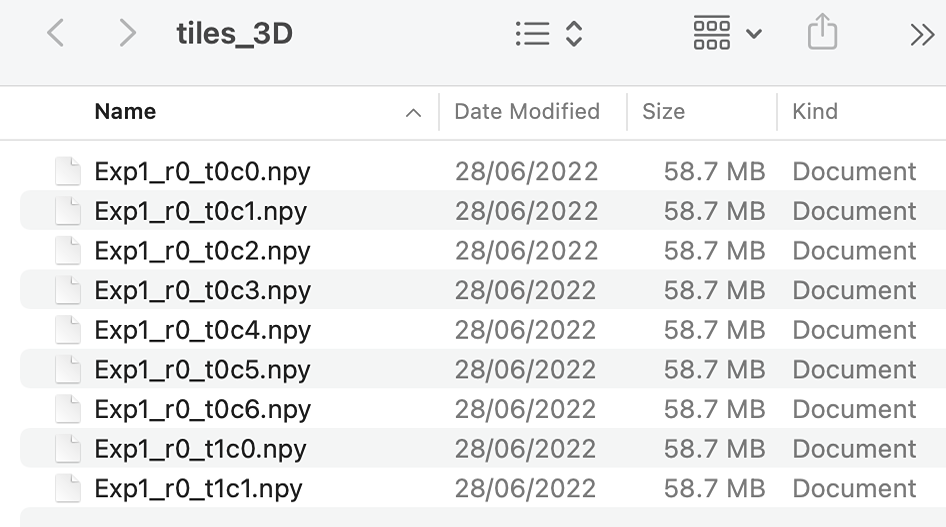 tiles_3D
Name Date Modified Size Kind
Exp1_r0_t0c0.npy 28/06/2022 58.7 MB Document
Exp1_r0_t0c1.npy 28/06/2022 58.7 MB Document
Exp1_r0_t0c2.npy 28/06/2022 58.7 MB Document
Exp1_r0_t0c3.npy 28/06/2022 58.7 MB Document
Exp1_r0_t0c4.npy 28/06/2022 58.7 MB Document
Exp1_r0_t0c5.npy 28/06/2022 58.7 MB Document
Exp1_r0_t0c6.npy 28/06/2022 58.7 MB Document
Exp1_r0_t1c0.npy 28/06/2022 58.7 MB Document
Exp1_r0_t1c1.npy 28/06/2022 58.7 MB Document